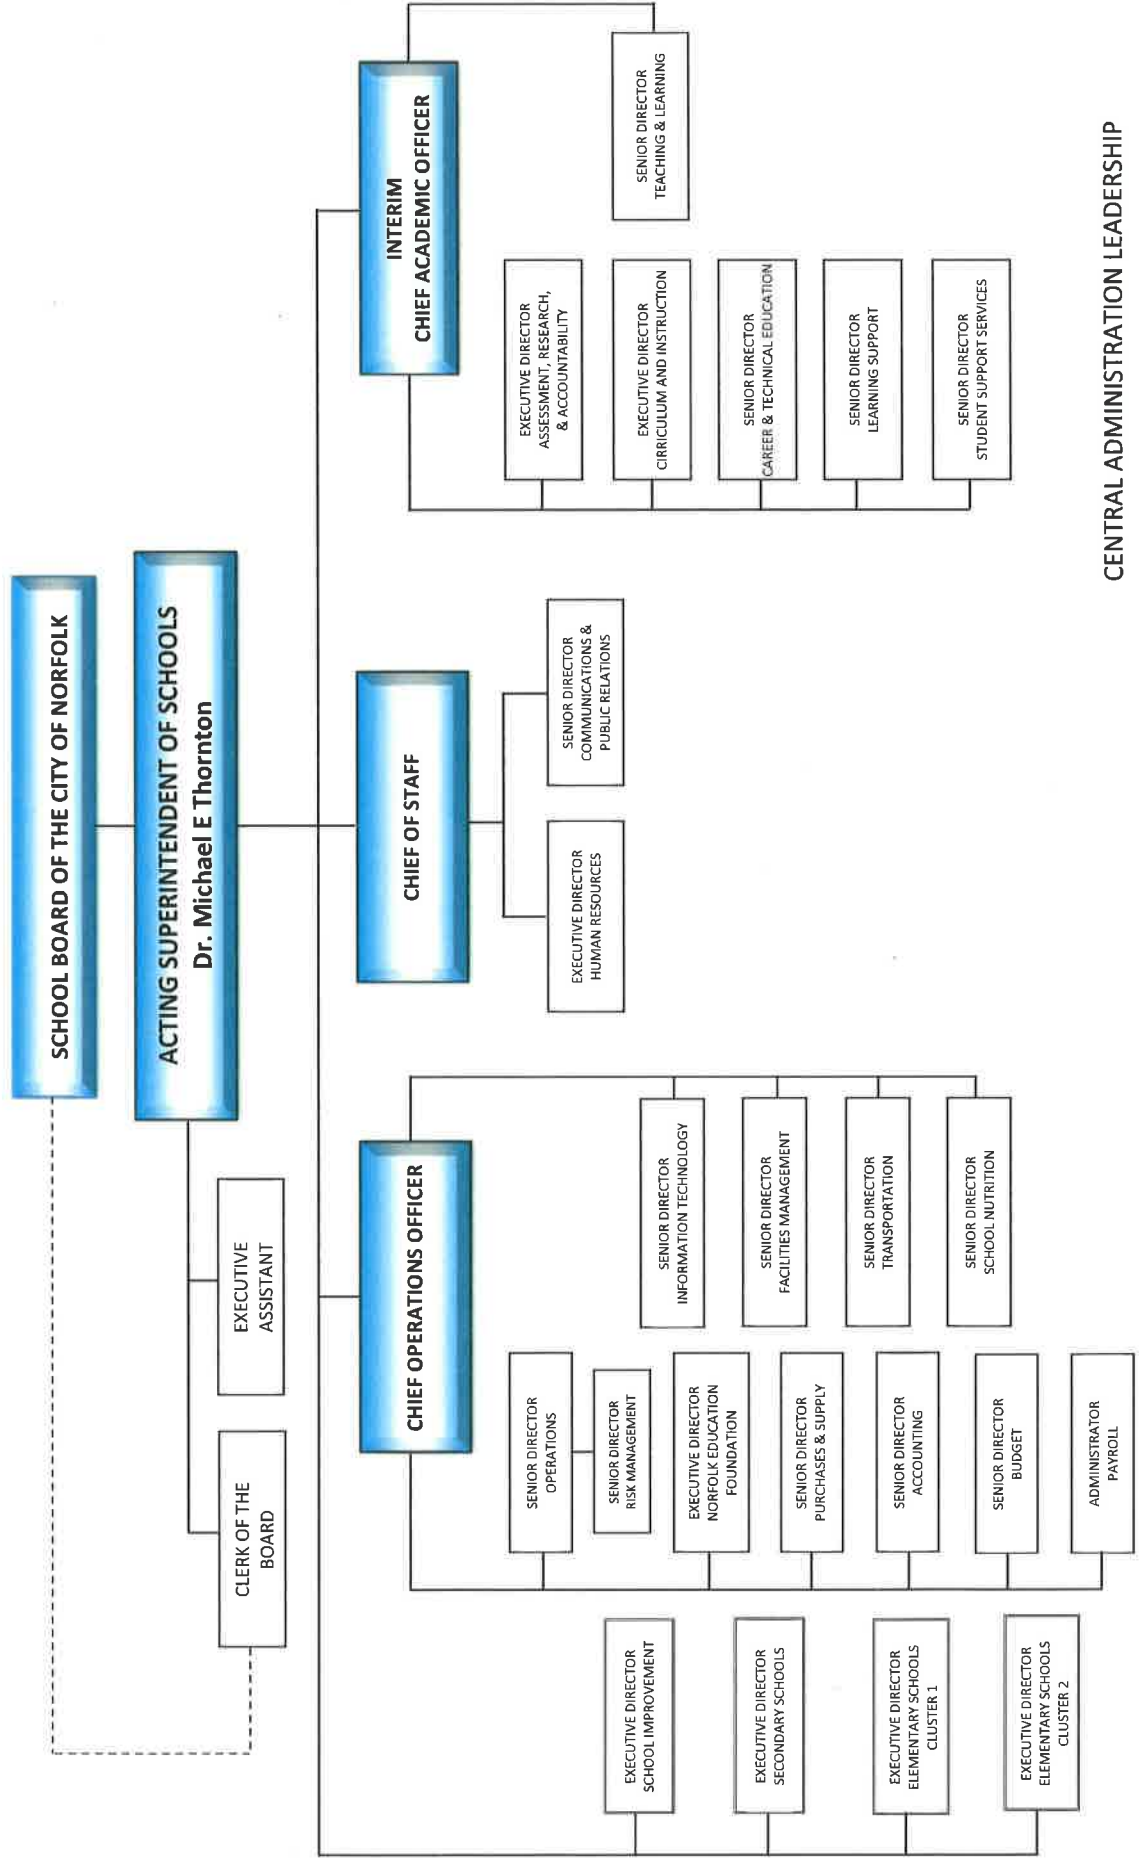 SCHOOL BOARD OF THE CITY OF NORFOLK
ACTING SUPERINTENDENT OF SCHOOLS
Dr. Michael E Thornton
CLERK OF THE
BOARD
EXECUTIVE
ASSISTANT
CHIEF OPERATIONS OFFICER
CHIEF OF STAFF
INTERIM
CHIEF ACADEMIC OFFICER
EXECUTIVE DIRECTOR
SCHOOL IMPROVEMENT
EXECUTIVE DIRECTOR
SECONDARY SCHOOLS
EXECUTIVE DIRECTOR
ELEMENTARY SCHOOLS
CLUSTER 1
EXECUTIVE DIRECTOR
ELEMENTARY SCHOOLS
CLUSTER 2
SENIOR DIRECTOR
OPERATIONS
SENIOR DIRECTOR
RISK MANAGEMENT
EXECUTIVE DIRECTOR
NORFOLK EDUCATION
FOUNDATION
SENIOR DIRECTOR
PURCHASES & SUPPLY
SENIOR DIRECTOR
ACCOUNTING
SENIOR DIRECTOR
BUDGET
ADMINISTRATOR
PAYROLL
SENIOR DIRECTOR
INFORMATION TECHNOLOGY
SENIOR DIRECTOR
FACILITIES MANAGEMENT
SENIOR DIRECTOR
TRANSPORTATION
SENIOR DIRECTOR
SCHOOL NUTRITION
EXECUTIVE DIRECTOR
HUMAN RESOURCES
SENIOR DIRECTOR
COMMUNICATIONS &
PUBLIC RELATIONS
EXECUTIVE DIRECTOR
ASSESSMENT, RESEARCH,
& ACCOUNTABILITY
EXECUTIVE DIRECTOR
CIRRICULUM AND INSTRUCTION
SENIOR DIRECTOR
CAREER & TECHNICAL EDUCATION
SENIOR DIRECTOR
LEARNING SUPPORT
SENIOR DIRECTOR
STUDENT SUPPORT SERVICES
SENIOR DIRECTOR
TEACHING & LEARNING
CENTRAL ADMINISTRATION LEADERSHIP